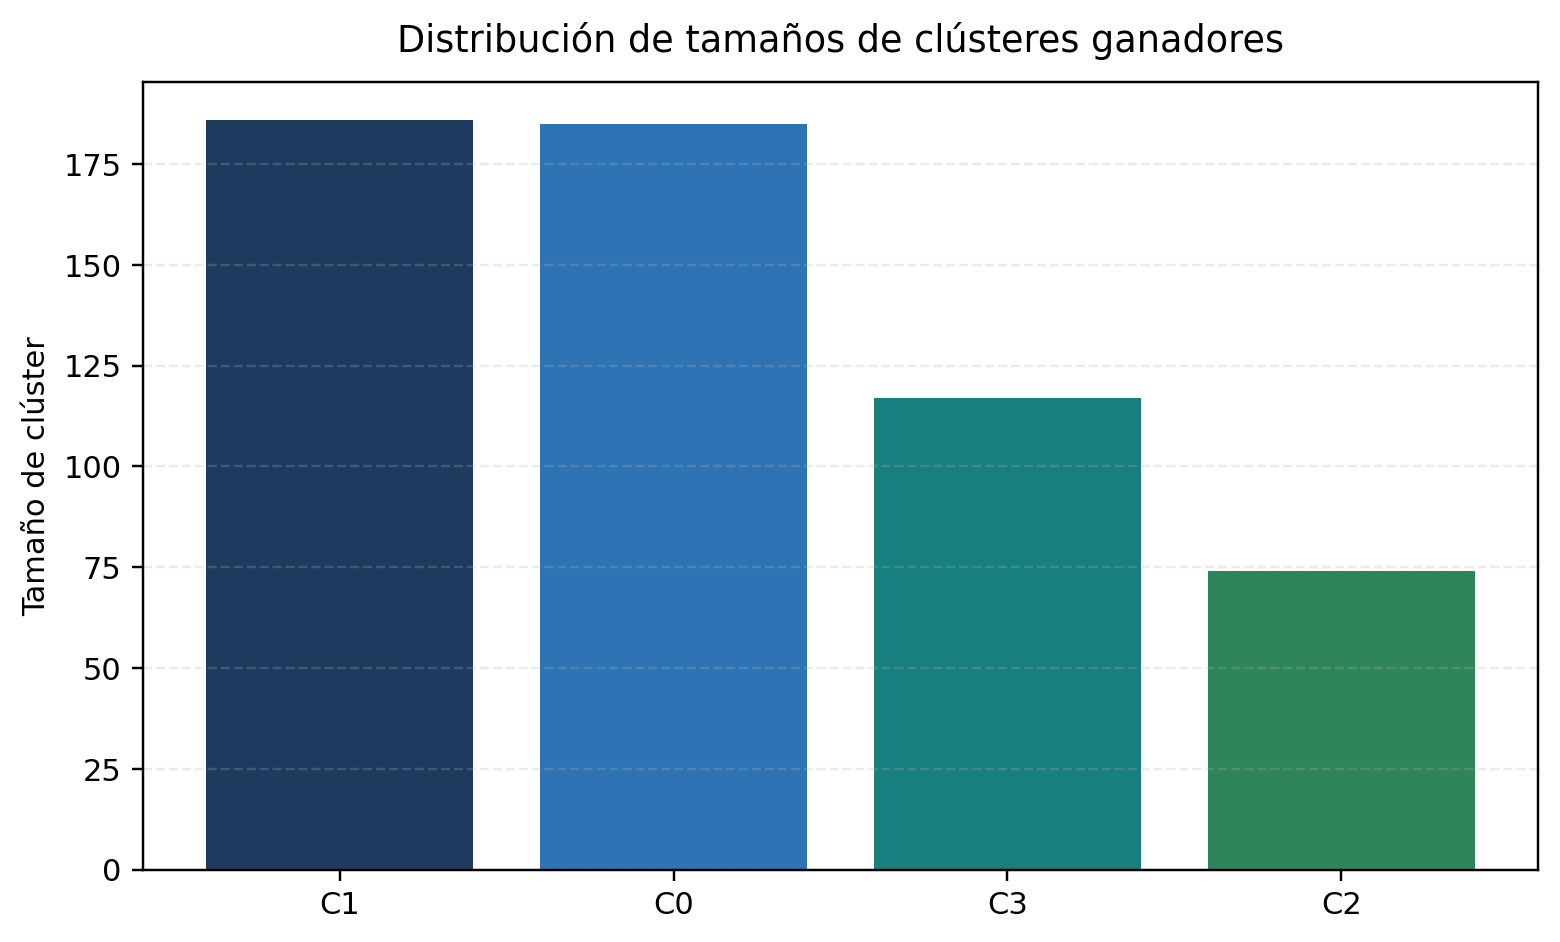 Distribución de tamaños de clústeres ganadores
Tamaño de clúster
175
150
125
100
75
50
25
0
C1 C0 C3 C2